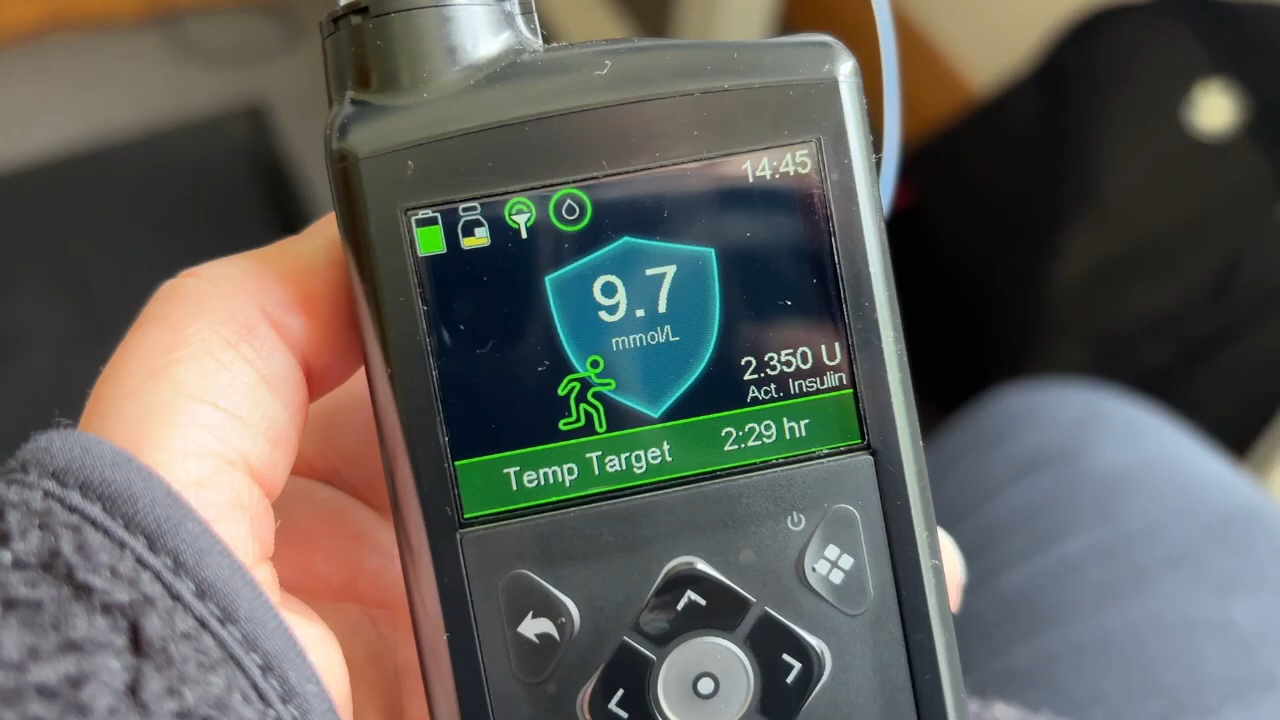 14:45
9.7
mmol/L
2.350 U
Act. Insulin
Temp Target 2:29 hr